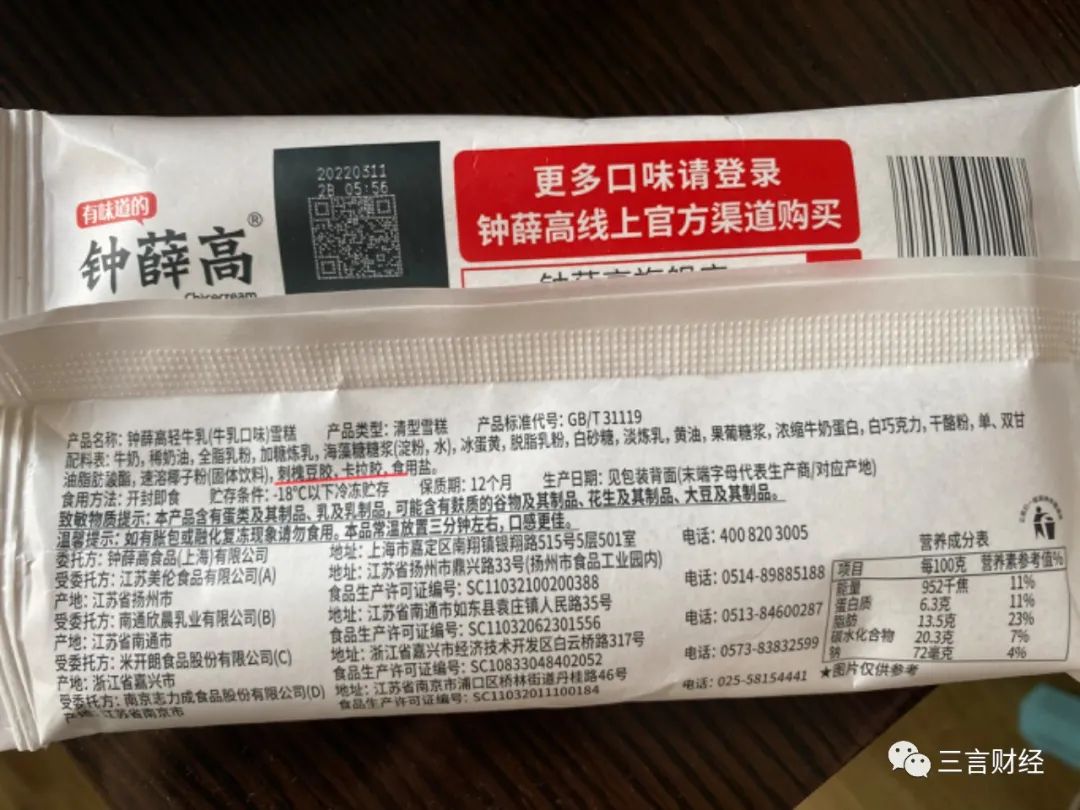 有味道的
钟薛高®
Chicecream
20220311
2B 05:56
更多口味请登录
钟薛高线上官方渠道购买
产品名称: 钟薛高轻牛乳(牛乳口味)雪糕 产品类型: 清型雪糕 产品标准代号: GB/T 31119
配料表: 牛奶, 稀奶油, 全脂乳粉, 加糖炼乳, 海藻糖糖浆(淀粉, 水), 冰蛋黄, 脱脂乳粉, 白砂糖, 淡炼乳, 黄油, 果葡糖浆, 浓缩牛奶蛋白, 白巧克力, 干酪粉, 单、双甘
油脂肪酸酯, 速溶椰子粉(固体饮料), 刺槐豆胶, 卡拉胶, 食用盐。
食用方法: 开封即食 贮存条件: -18°C以下冷冻贮存 保质期: 12个月 生产日期: 见包装背面(末端字母代表生产商/对应产地)
致敏物质提示: 本产品含有蛋类及其制品、乳及乳制品, 可能含有麸质的谷物及其制品、花生及其制品、大豆及其制品。
温馨提示: 如有胀包或融化复冻现象请勿食用。本品常温放置三分钟左右, 口感更佳。
委托方: 钟薛高食品(上海)有限公司 地址: 上海市嘉定区南翔镇银翔路515号5层501室 电话: 400 820 3005
受委托方: 江苏美伦食品有限公司(A) 地址: 江苏省扬州市鼎兴路33号(扬州市食品工业园内) 电话: 0514-89885188
产地: 江苏省扬州市 食品生产许可证编号: SC11032100200388
受委托方: 南通欣晨乳业有限公司(B) 地址: 江苏省南通市如东县袁庄镇人民路35号 电话: 0513-84600287
产地: 江苏省南通市 食品生产许可证编号: SC11032062301556
受委托方: 米开朗食品股份有限公司(C) 地址: 浙江省嘉兴市经济技术开发区白云桥路317号 电话: 0573-83832599
产地: 浙江省嘉兴市 食品生产许可证编号: SC10833048402052
受委托方: 南京志力成食品股份有限公司(D) 地址: 江苏省南京市浦口区桥林街道丹桂路46号 电话: 025-58154441
产地: 江苏省南京市 食品生产许可证编号: SC11032011100184
营养成分表
项目 每100克 营养素参考值%
能量 952千焦 11%
蛋白质 6.3克 11%
脂肪 13.5克 23%
碳水化合物 20.3克 7%
钠 72毫克 4%
★图片仅供参考
三言财经